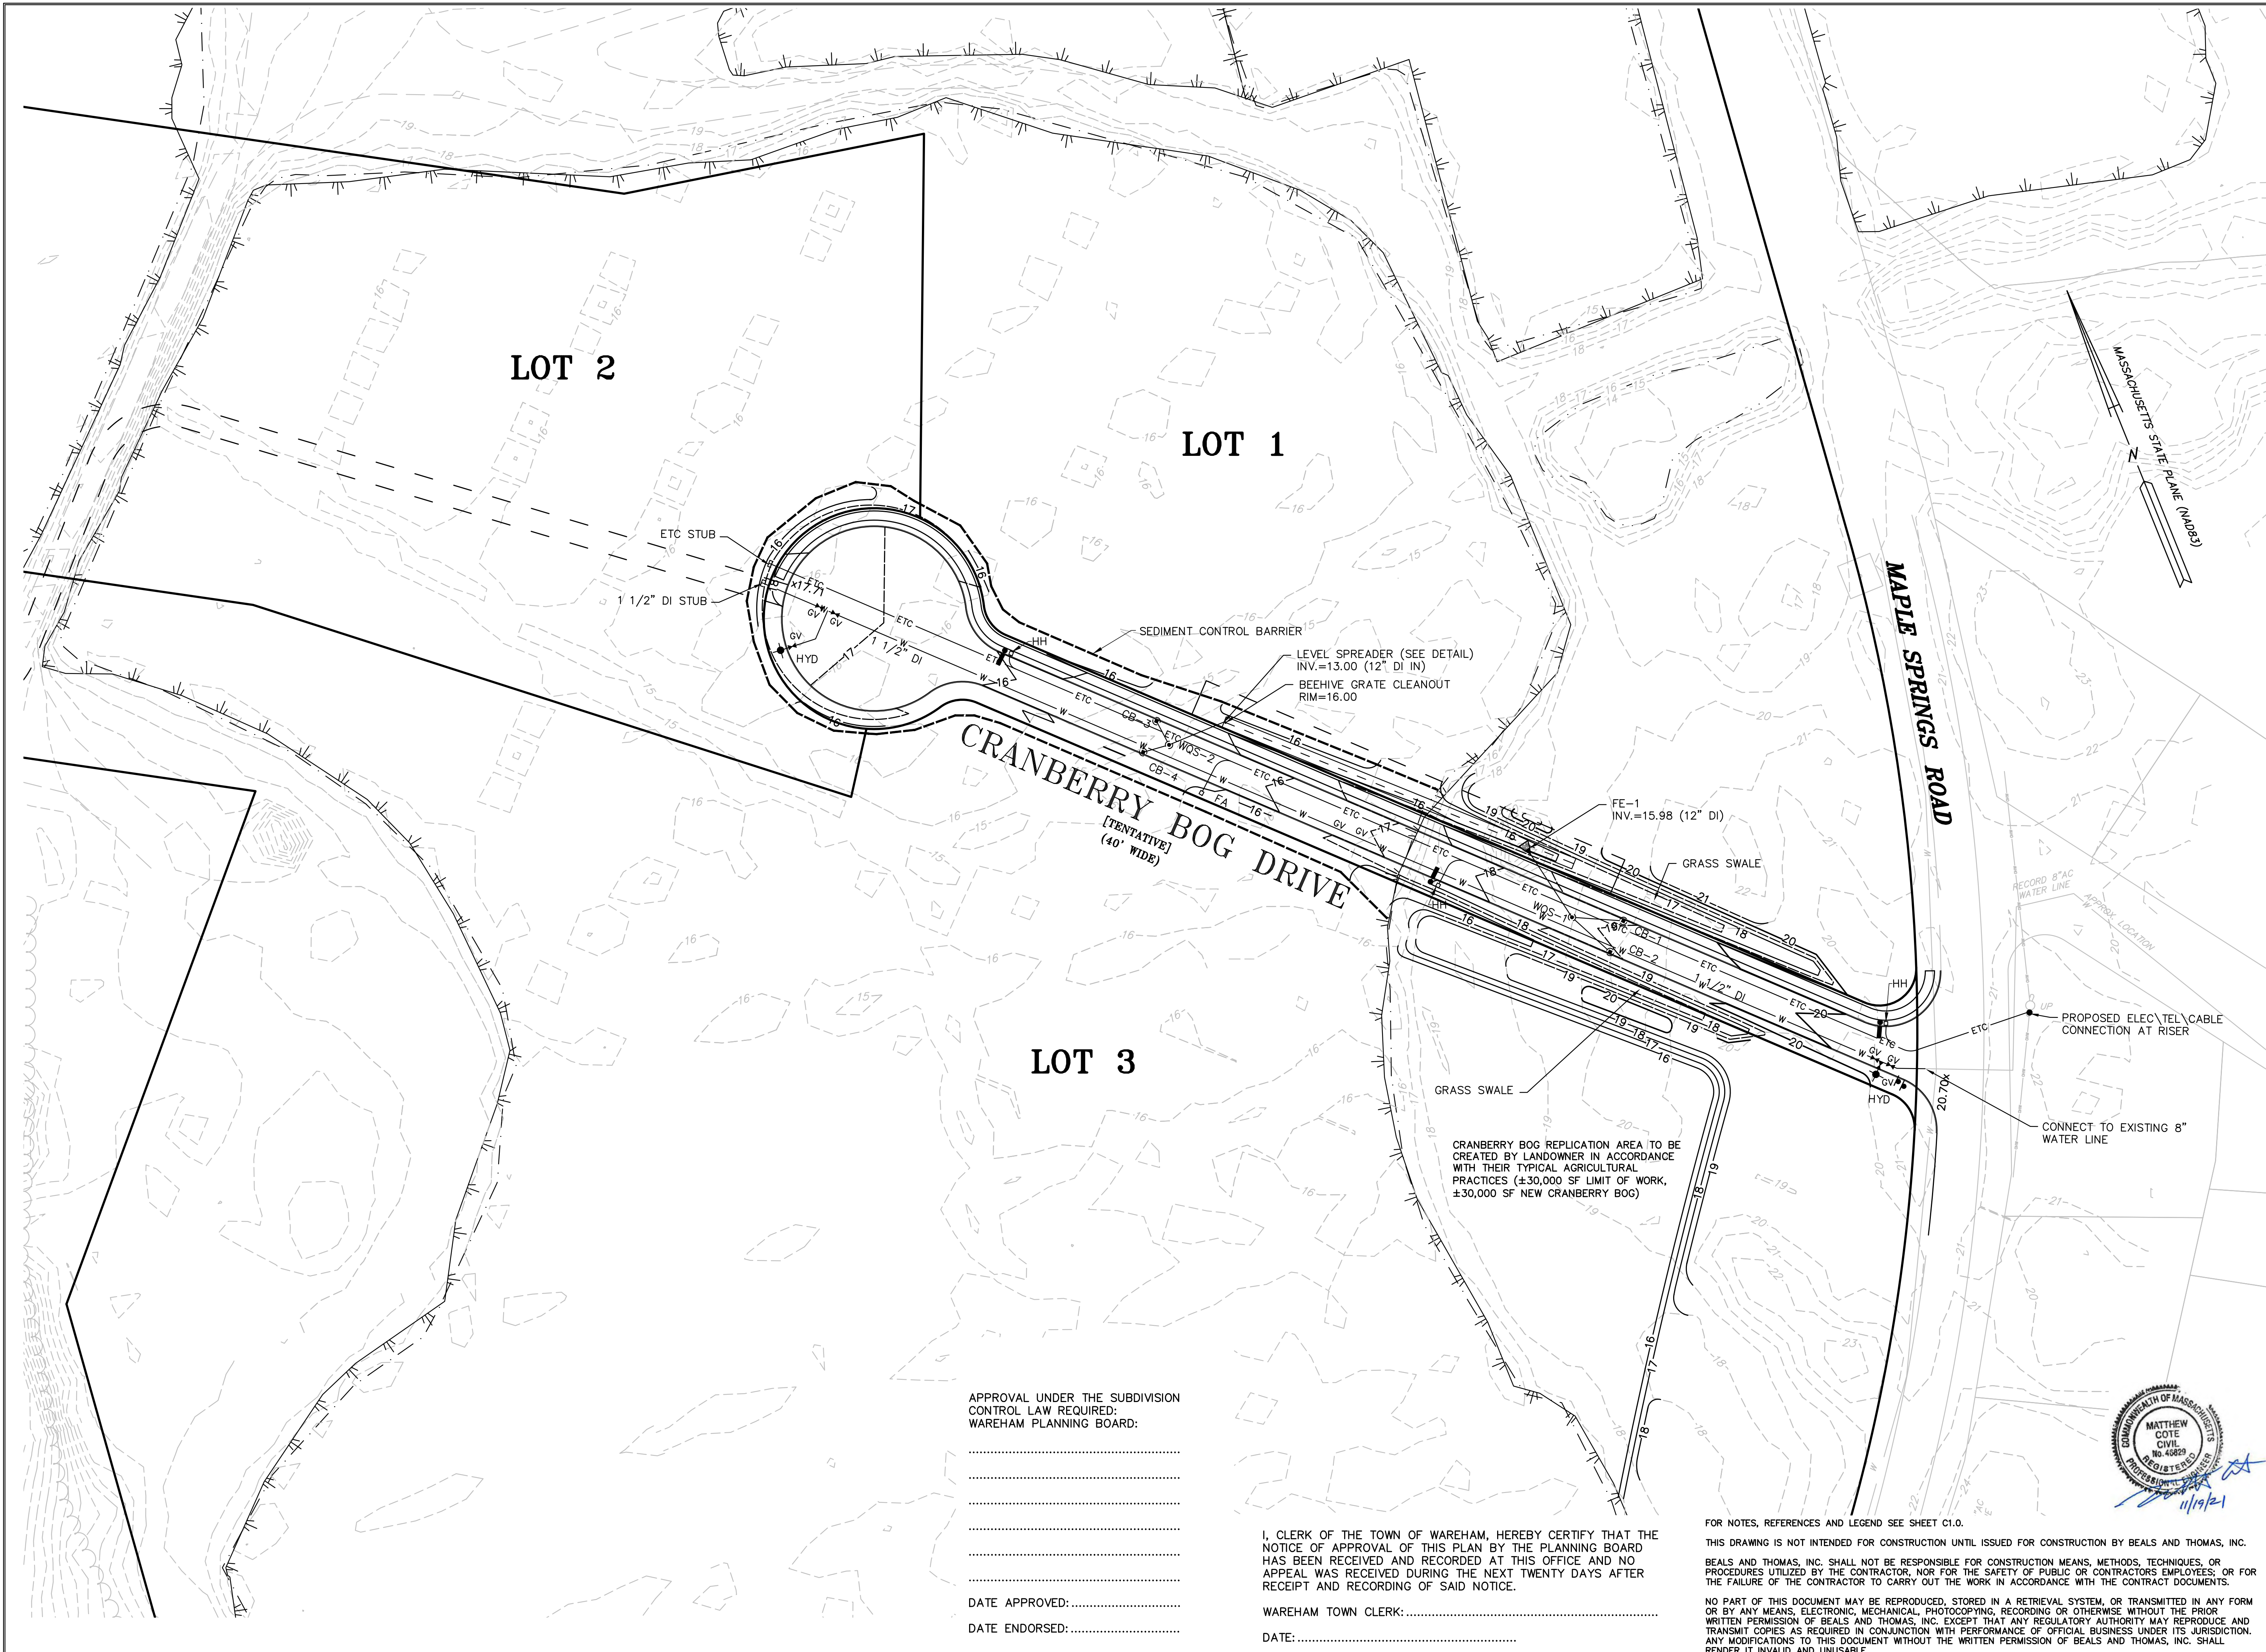 LOT 2
LOT 1
LOT 3
MAPLE SPRINGS ROAD
MASSACHUSETTS STATE PLANE (NAD83)
N
ETC STUB
1 1/2" DI STUB
×17.71
HYD
GV
GV
GV
1 1/2" DI
HH
SEDIMENT CONTROL BARRIER
LEVEL SPREADER (SEE DETAIL)
INV.=13.00 (12" DI IN)
BEEHIVE GRATE CLEANOUT
RIM=16.00
CB-3
WQS-2
CB-4
FA
CRANBERRY BOG DRIVE
[TENTATIVE]
(40' WIDE)
FE-1
INV.=15.98 (12" DI)
GRASS SWALE
HH
WQS-1
CB-1
CB-2
1 1/2" DI
HH
GRASS SWALE
RECORD 8"AC
WATER LINE
APPROX LOCATION
UP
PROPOSED ELEC\TEL\CABLE
CONNECTION AT RISER
HYD
20.70×
CONNECT TO EXISTING 8"
WATER LINE
CRANBERRY BOG REPLICATION AREA TO BE
CREATED BY LANDOWNER IN ACCORDANCE
WITH THEIR TYPICAL AGRICULTURAL
PRACTICES (±30,000 SF LIMIT OF WORK,
±30,000 SF NEW CRANBERRY BOG)
APPROVAL UNDER THE SUBDIVISION
CONTROL LAW REQUIRED:
WAREHAM PLANNING BOARD:
DATE APPROVED:
DATE ENDORSED:
I, CLERK OF THE TOWN OF WAREHAM, HEREBY CERTIFY THAT THE
NOTICE OF APPROVAL OF THIS PLAN BY THE PLANNING BOARD
HAS BEEN RECEIVED AND RECORDED AT THIS OFFICE AND NO
APPEAL WAS RECEIVED DURING THE NEXT TWENTY DAYS AFTER
RECEIPT AND RECORDING OF SAID NOTICE.
WAREHAM TOWN CLERK:
DATE:
COMMONWEALTH OF MASSACHUSETTS
MATTHEW
COTE
CIVIL
No. 46829
REGISTERED
PROFESSIONAL ENGINEER
11/19/21
FOR NOTES, REFERENCES AND LEGEND SEE SHEET C1.0.
THIS DRAWING IS NOT INTENDED FOR CONSTRUCTION UNTIL ISSUED FOR CONSTRUCTION BY BEALS AND THOMAS, INC.
BEALS AND THOMAS, INC. SHALL NOT BE RESPONSIBLE FOR CONSTRUCTION MEANS, METHODS, TECHNIQUES, OR
PROCEDURES UTILIZED BY THE CONTRACTOR, NOR FOR THE SAFETY OF PUBLIC OR CONTRACTORS EMPLOYEES; OR FOR
THE FAILURE OF THE CONTRACTOR TO CARRY OUT THE WORK IN ACCORDANCE WITH THE CONTRACT DOCUMENTS.
NO PART OF THIS DOCUMENT MAY BE REPRODUCED, STORED IN A RETRIEVAL SYSTEM, OR TRANSMITTED IN ANY FORM
OR BY ANY MEANS, ELECTRONIC, MECHANICAL, PHOTOCOPYING, RECORDING OR OTHERWISE WITHOUT THE PRIOR
WRITTEN PERMISSION OF BEALS AND THOMAS, INC. EXCEPT THAT ANY REGULATORY AUTHORITY MAY REPRODUCE AND
TRANSMIT COPIES AS REQUIRED IN CONJUNCTION WITH PERFORMANCE OF OFFICIAL BUSINESS UNDER ITS JURISDICTION.
ANY MODIFICATIONS TO THIS DOCUMENT WITHOUT THE WRITTEN PERMISSION OF BEALS AND THOMAS, INC. SHALL
RENDER IT INVALID AND UNUSABLE.